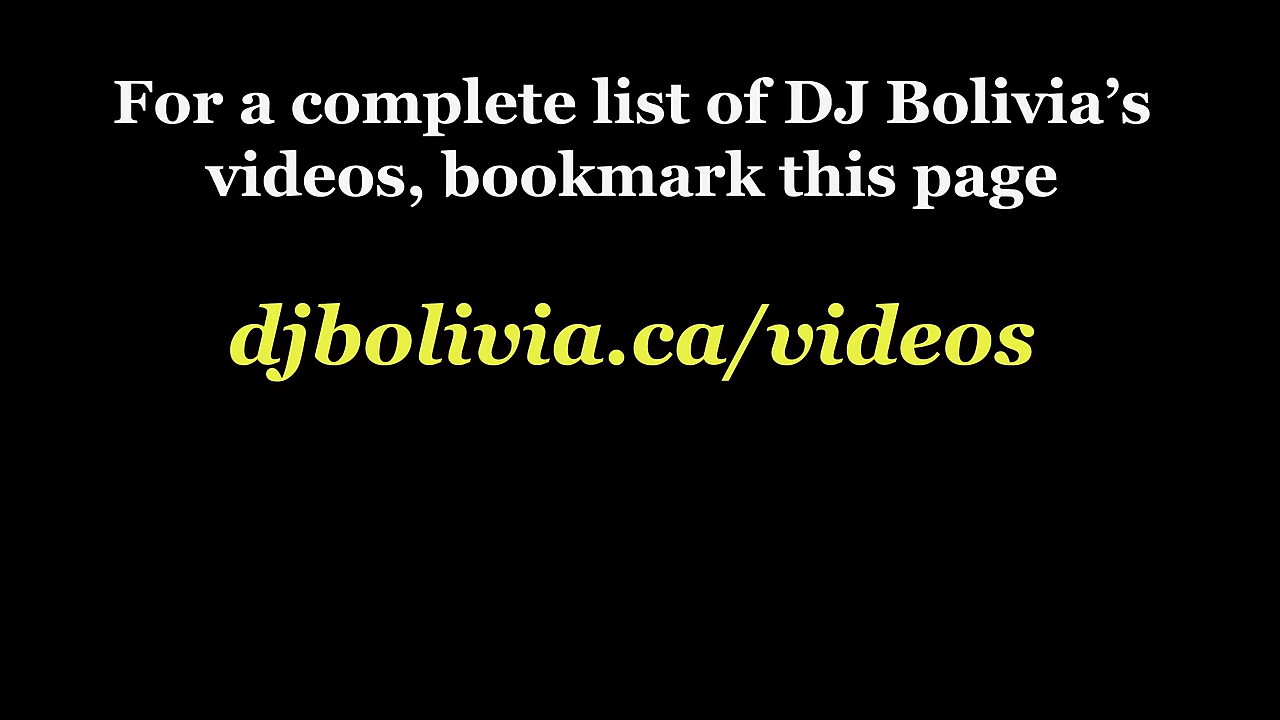 For a complete list of DJ Bolivia’s
videos, bookmark this page
djbolivia.ca/videos